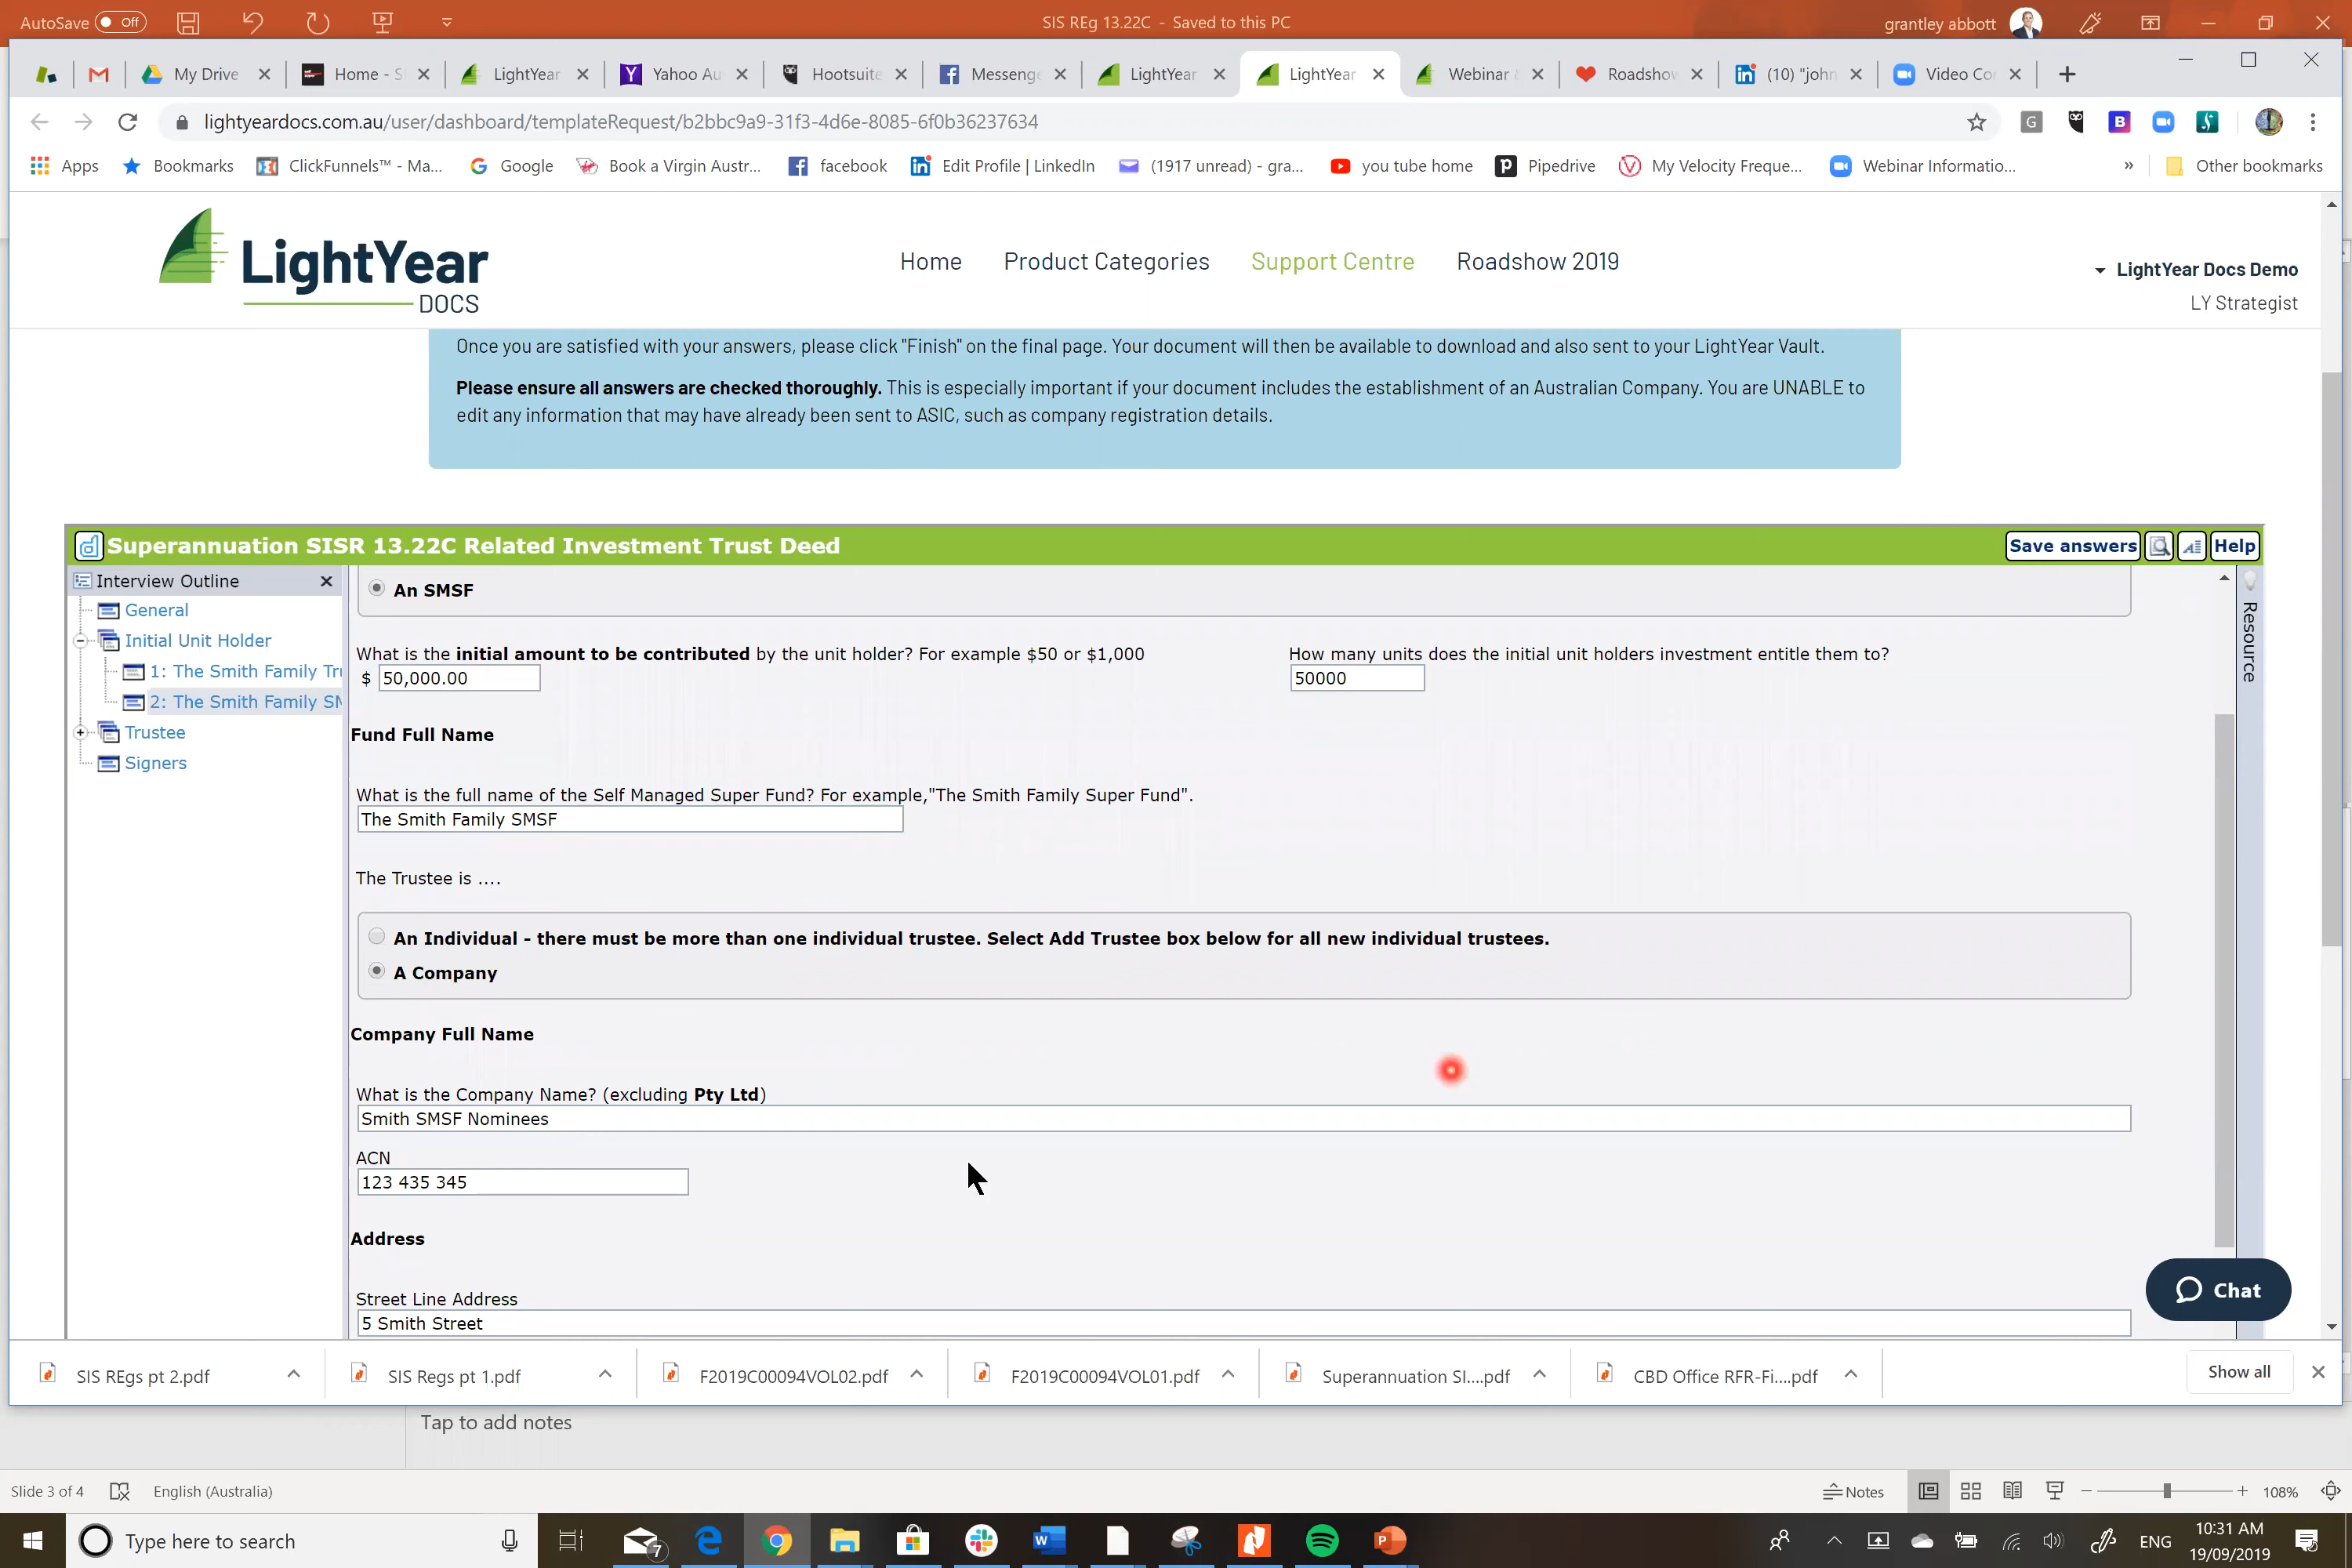 AutoSave Off
SIS REg 13.22C - Saved to this PC
grantley abbott
My Drive
Home - S
LightYear
Yahoo Au
Hootsuite
Messenge
LightYear
LightYear
Webinar
Roadshow
(10) "john
Video Co
lightyeardocs.com.au/user/dashboard/templateRequest/b2bbc9a9-31f3-4d6e-8085-6f0b36237634
Apps
Bookmarks
ClickFunnels™ - Ma...
Google
Book a Virgin Austr...
facebook
Edit Profile | LinkedIn
(1917 unread) - gra...
you tube home
Pipedrive
My Velocity Freque...
Webinar Informatio...
»
Other bookmarks
LightYear
DOCS
Home
Product Categories
Support Centre
Roadshow 2019
LightYear Docs Demo
LY Strategist
Once you are satisfied with your answers, please click "Finish" on the final page. Your document will then be available to download and also sent to your LightYear Vault.
Please ensure all answers are checked thoroughly. This is especially important if your document includes the establishment of an Australian Company. You are UNABLE to
edit any information that may have already been sent to ASIC, such as company registration details.
Superannuation SISR 13.22C Related Investment Trust Deed
Save answers
Help
Interview Outline
General
Initial Unit Holder
1: The Smith Family Tru
2: The Smith Family SM
Trustee
Signers
An SMSF
What is the initial amount to be contributed by the unit holder? For example $50 or $1,000
$ 50,000.00
How many units does the initial unit holders investment entitle them to?
50000
Resource
Fund Full Name
What is the full name of the Self Managed Super Fund? For example,"The Smith Family Super Fund".
The Smith Family SMSF
The Trustee is ....
An Individual - there must be more than one individual trustee. Select Add Trustee box below for all new individual trustees.
A Company
Company Full Name
What is the Company Name? (excluding Pty Ltd)
Smith SMSF Nominees
ACN
123 435 345
Address
Street Line Address
5 Smith Street
Chat
SIS REgs pt 2.pdf
SIS Regs pt 1.pdf
F2019C00094VOL02.pdf
F2019C00094VOL01.pdf
Superannuation SI....pdf
CBD Office RFR-Fi....pdf
Show all
Tap to add notes
Slide 3 of 4
English (Australia)
Notes
108%
Type here to search
7
ENG
10:31 AM
19/09/2019